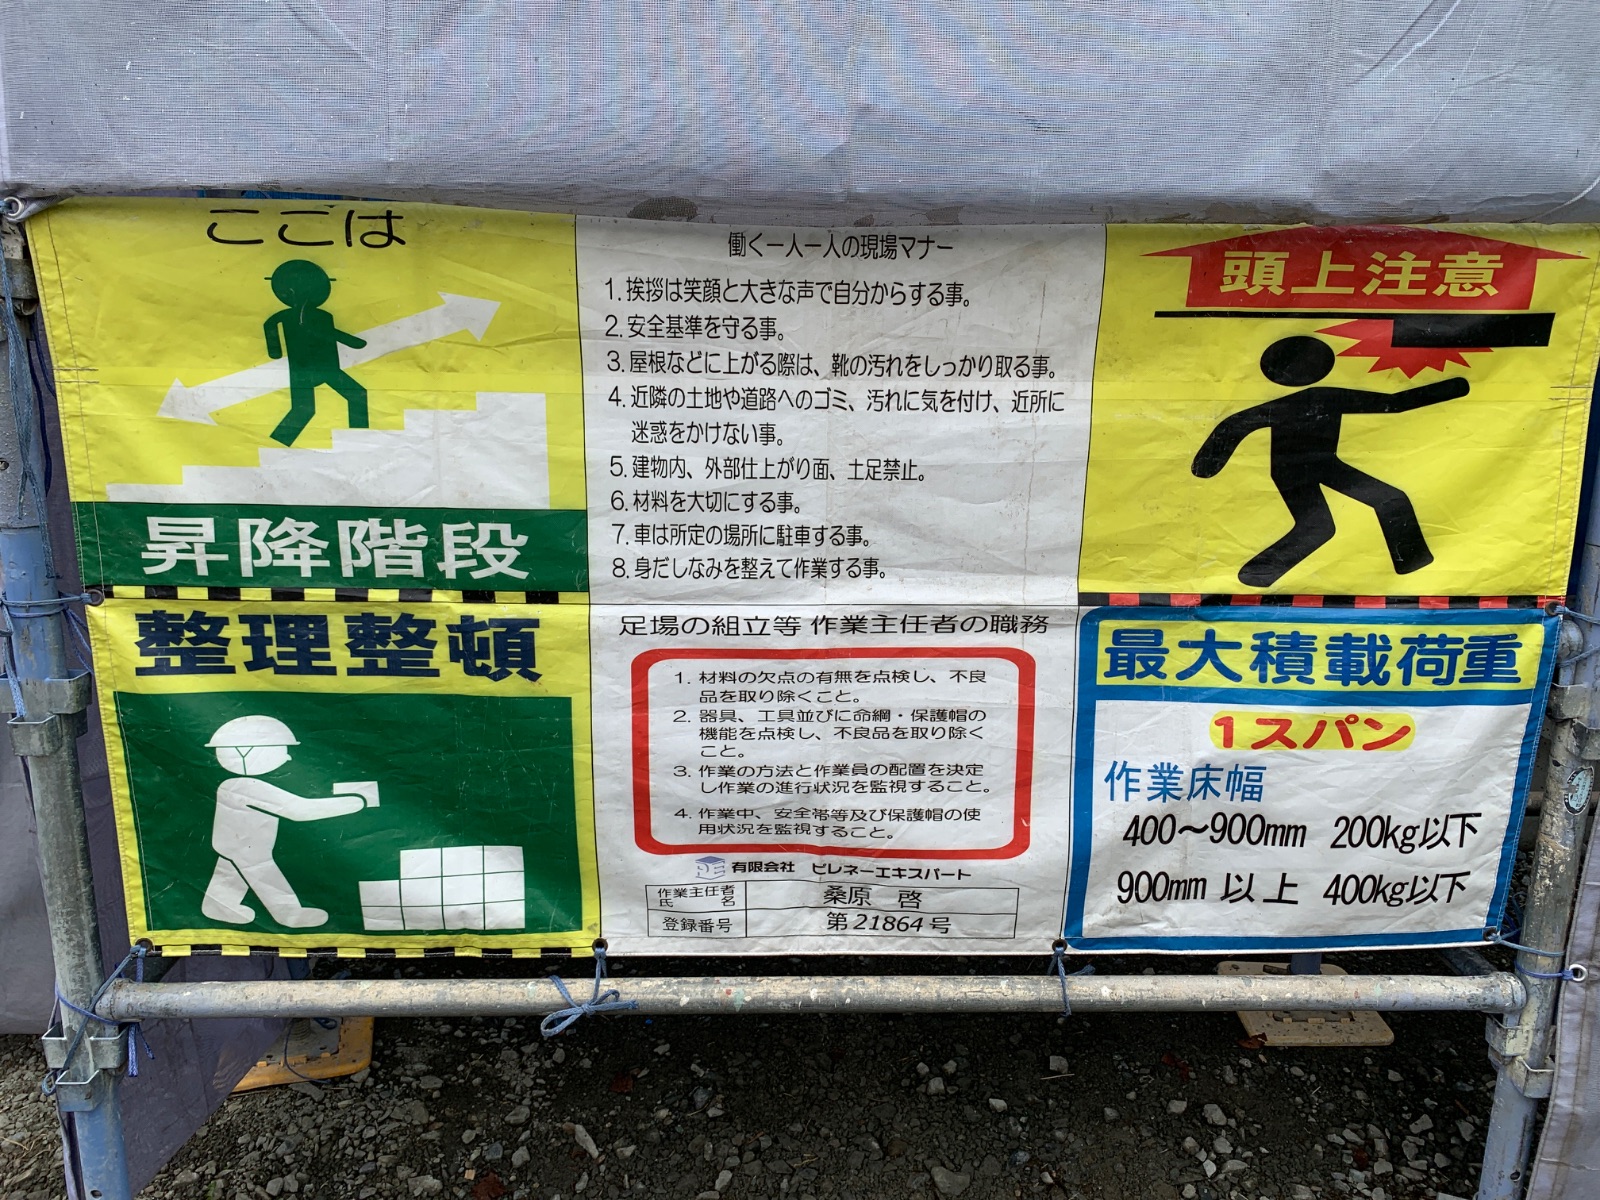 ここは
昇降階段
整理整頓
働く一人一人の現場マナー
1.挨拶は笑顔と大きな声で自分からする事。
2.安全基準を守る事。
3.屋根などに上がる際は、靴の汚れをしっかり取る事。
4.近隣の土地や道路へのゴミ、汚れに気を付け、近所に
迷惑をかけない事。
5.建物内、外部仕上がり面、土足禁止。
6.材料を大切にする事。
7.車は所定の場所に駐車する事。
8.身だしなみを整えて作業する事。
足場の組立等 作業主任者の職務
1. 材料の欠点の有無を点検し、不良
品を取り除くこと。
2. 器具、工具並びに命綱・保護帽の
機能を点検し、不良品を取り除く
こと。
3. 作業の方法と作業員の配置を決定
し作業の進行状況を監視すること。
4. 作業中、安全帯等及び保護帽の使
用状況を監視すること。
有限会社 ピレネーエキスパート
作業主任者
氏 名
桑原 啓
登録番号
第21864号
頭上注意
最大積載荷重
1スパン
作業床幅
400〜900mm 200kg以下
900mm 以上 400kg以下